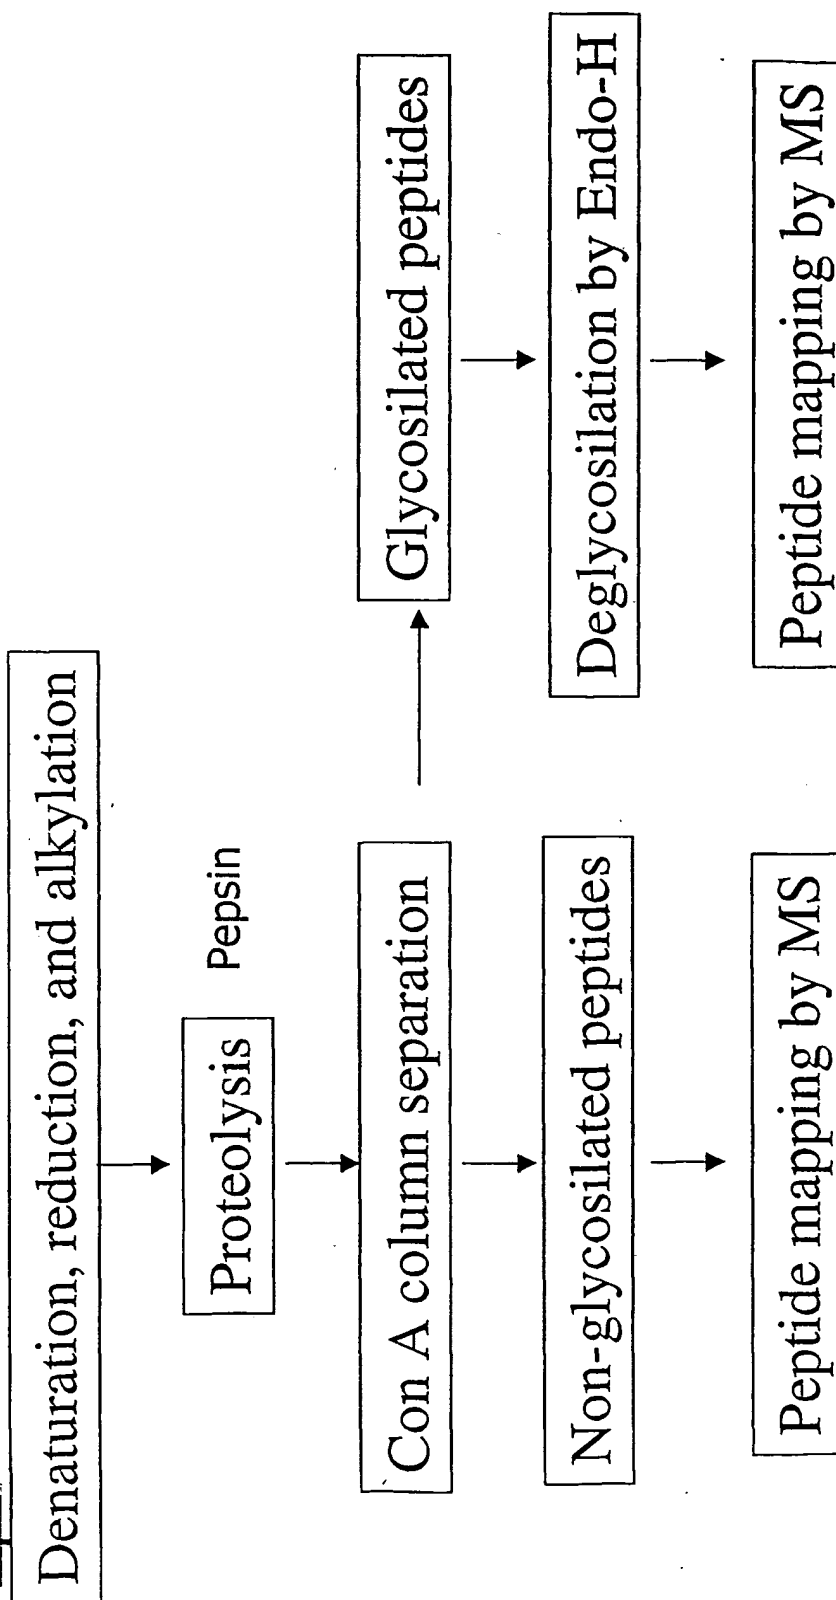 Denaturation, reduction, and alkylation
Proteolysis
Pepsin
Con A column separation
Glycosilated peptides
Non-glycosilated peptides
Deglycosilation by Endo-H
Peptide mapping by MS
Peptide mapping by MS